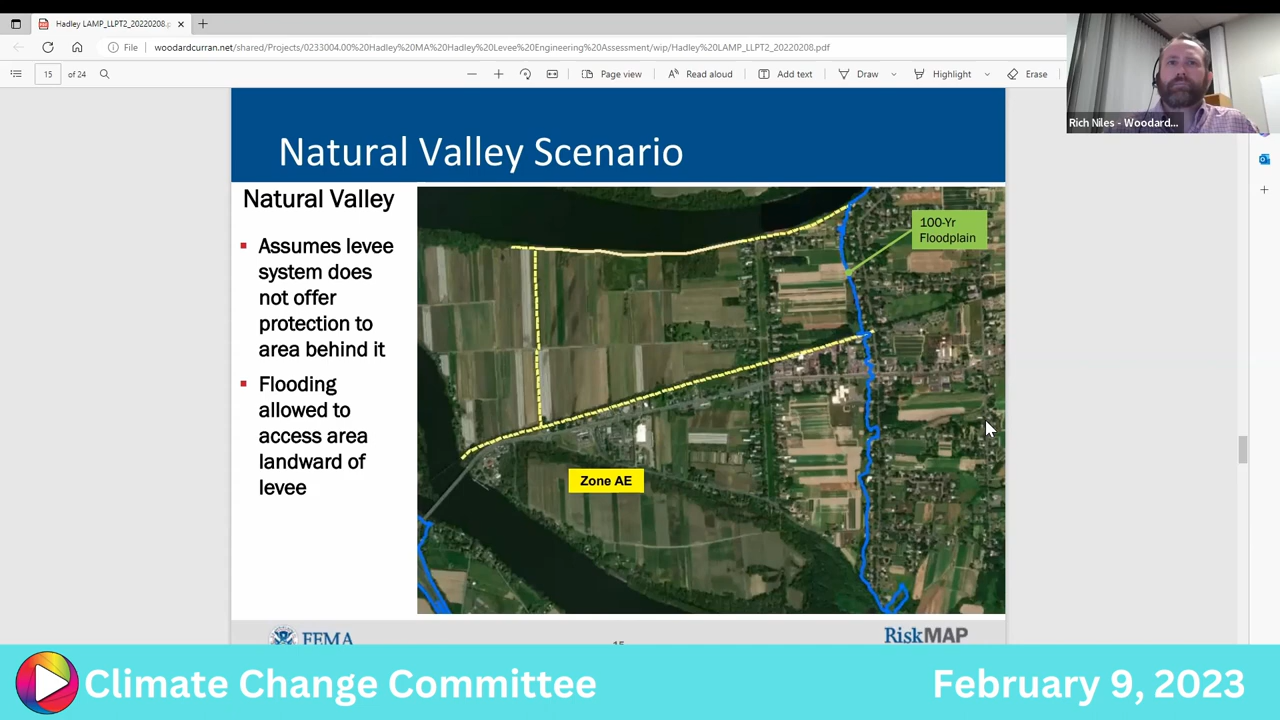 Hadley LAMP_LLPT2_20220208.p
File
woodardcurran.net/shared/Projects/0233004.00%20Hadley%20MA%20Hadley%20Levee%20Engineering%20Assessment/wip/Hadley%20LAMP_LLPT2_20220208.pdf
15 of 24
Page view
Read aloud
Add text
Draw
Highlight
Erase
Rich Niles - Woodard...
Natural Valley Scenario
Natural Valley
Assumes levee
system does
not offer
protection to
area behind it
Flooding
allowed to
access area
landward of
levee
100-Yr
Floodplain
Zone AE
FEMA
15
RiskMAP
Climate Change Committee
February 9, 2023